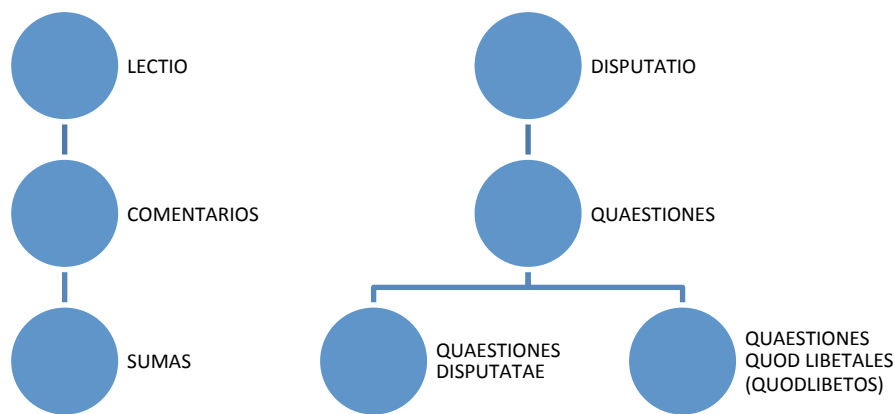 LECTIO
DISPUTATIO
COMENTARIOS
QUAESTIONES
SUMAS
QUAESTIONES
DISPUTATAE
QUAESTIONES
QUOD LIBETALES
(QUODLIBETOS)